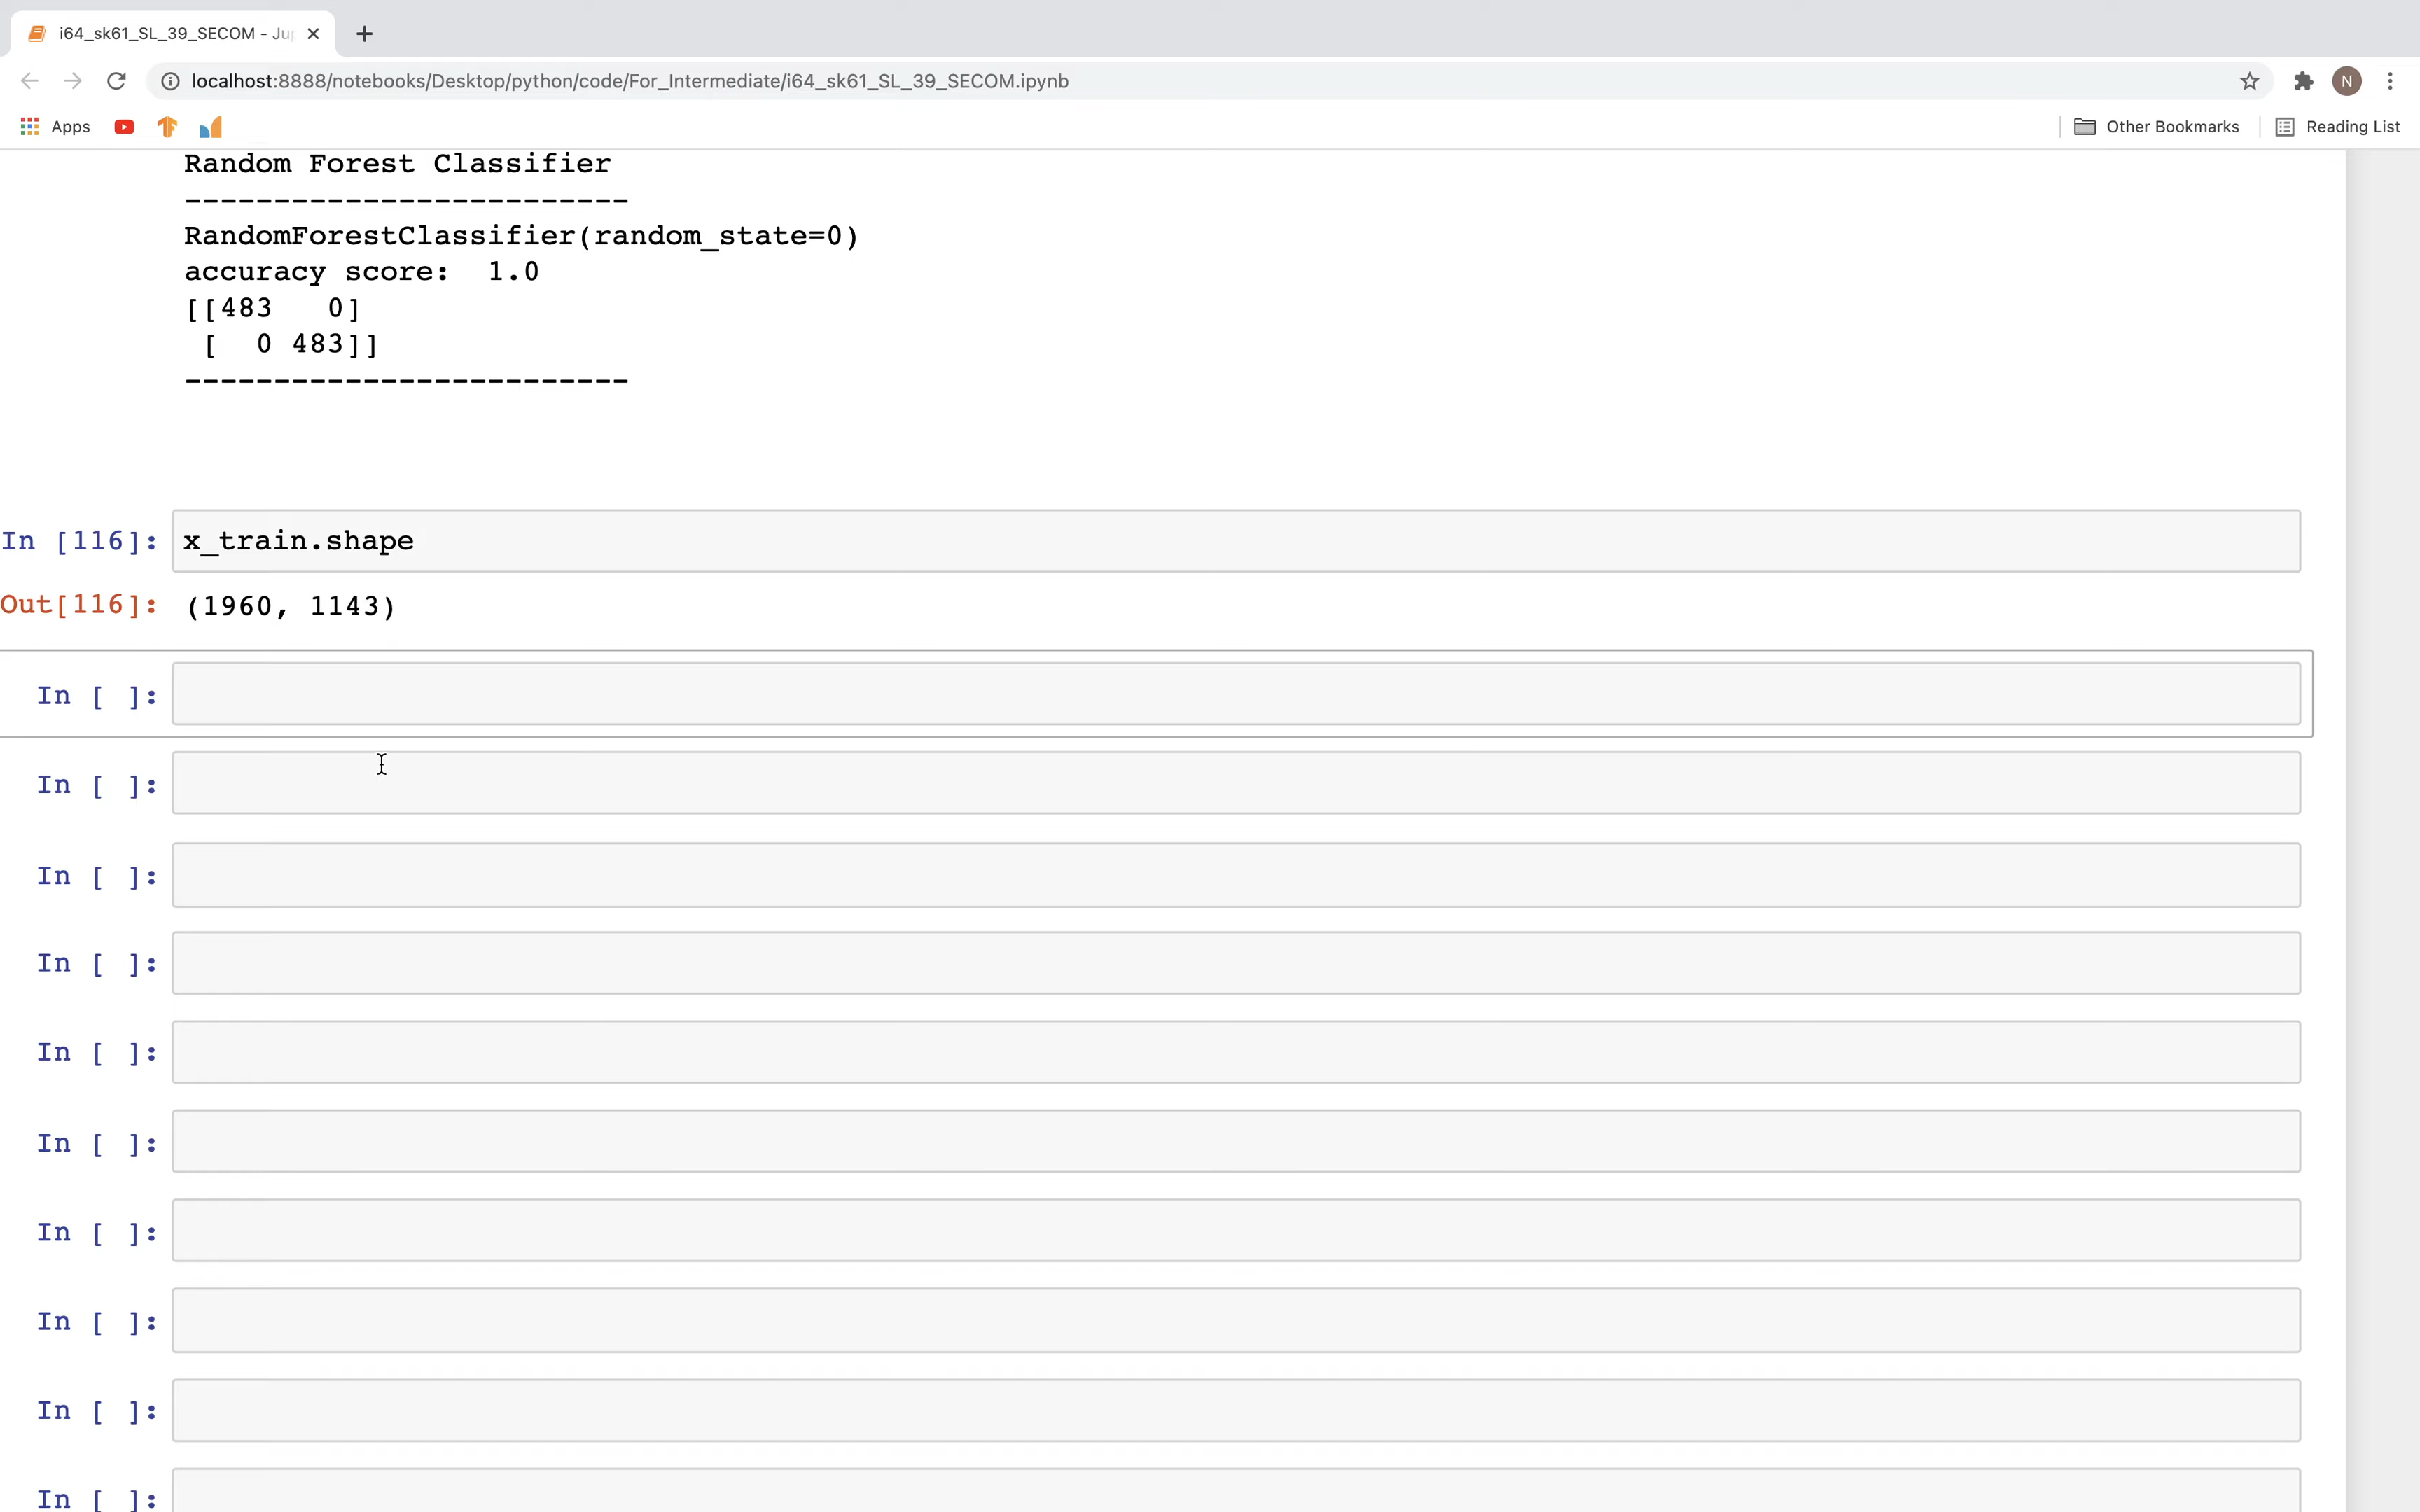 i64_sk61_SL_39_SECOM - Ju
localhost:8888/notebooks/Desktop/python/code/For_Intermediate/i64_sk61_SL_39_SECOM.ipynb
N
Apps
Other Bookmarks
Reading List
Random Forest Classifier
-------------------------
RandomForestClassifier(random_state=0)
accuracy score:  1.0
[[483   0]
 [  0 483]]
-------------------------
In [116]: x_train.shape
Out[116]: (1960, 1143)
In [ ]:
In [ ]:
In [ ]:
In [ ]:
In [ ]:
In [ ]:
In [ ]:
In [ ]:
In [ ]:
In [ ]: